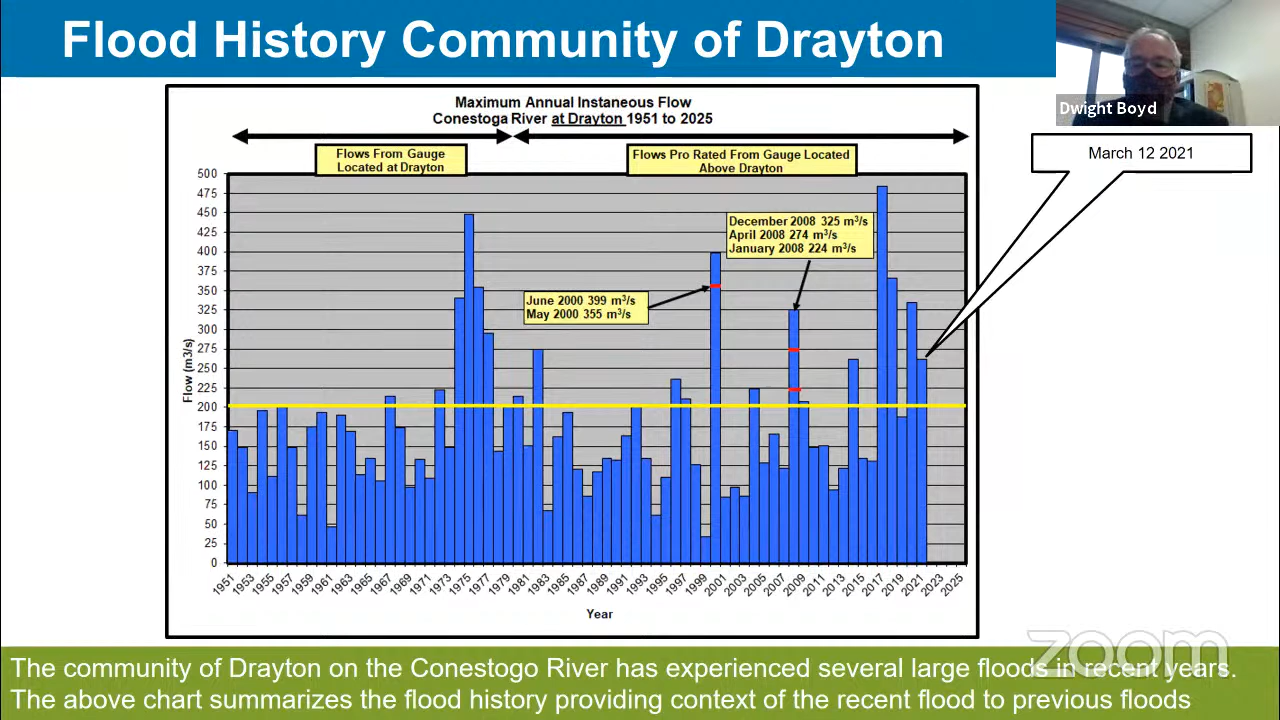 Flood History Community of Drayton
Dwight Boyd
March 12 2021
Maximum Annual Instaneous Flow
Conestoga River at Drayton 1951 to 2025
Flows From Gauge
Located at Drayton
Flows Pro Rated From Gauge Located
Above Drayton
500
475
450
425
400
375
350
325
300
275
250
225
200
175
150
125
100
75
50
25
0
Flow (m3/s)
December 2008 325 m³/s
April 2008 274 m³/s
January 2008 224 m³/s
June 2000 399 m³/s
May 2000 355 m³/s
1951 1953 1955 1957 1959 1961 1963 1965 1967 1969 1971 1973 1975 1977 1979 1981 1983 1985 1987 1989 1991 1993 1995 1997 1999 2001 2003 2005 2007 2009 2011 2013 2015 2017 2019 2021 2023 2025
Year
zoom
The community of Drayton on the Conestogo River has experienced several large floods in recent years.
The above chart summarizes the flood history providing context of the recent flood to previous floods